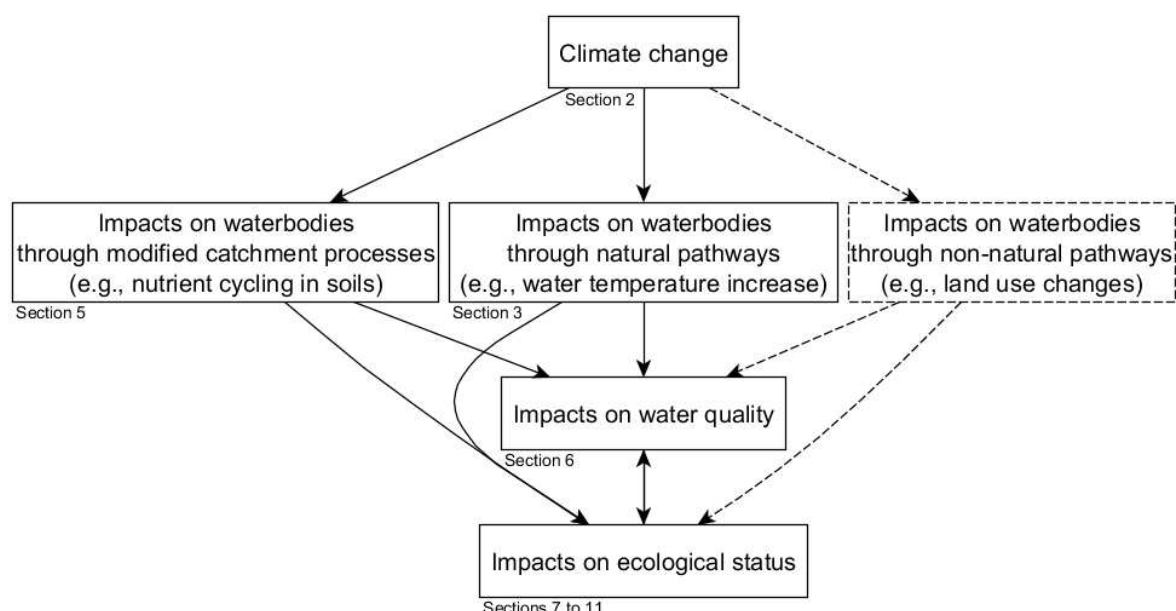 Climate change
Section 2
Impacts on waterbodies
through modified catchment processes
(e.g., nutrient cycling in soils)
Section 5
Impacts on waterbodies
through natural pathways
(e.g., water temperature increase)
Section 3
Impacts on waterbodies
through non-natural pathways
(e.g., land use changes)
Impacts on water quality
Section 6
Impacts on ecological status
Sections 7 to 11